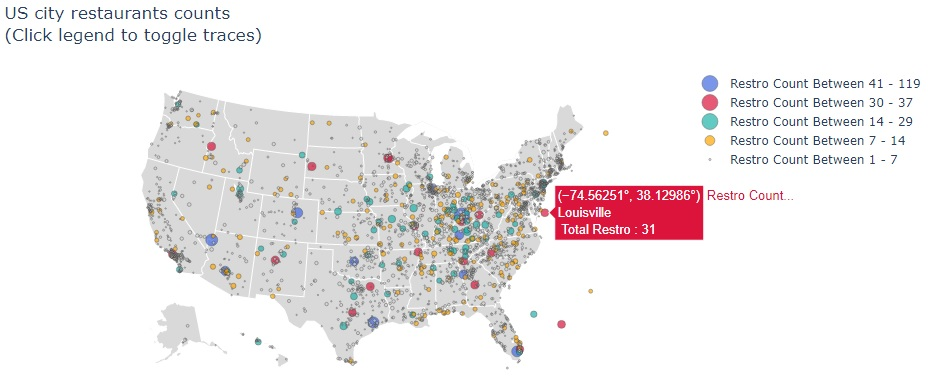 US city restaurants counts
(Click legend to toggle traces)
Restro Count Between 41 - 119
Restro Count Between 30 - 37
Restro Count Between 14 - 29
Restro Count Between 7 - 14
Restro Count Between 1 - 7
(−74.56251°, 38.12986°) Restro Count...
Louisville
Total Restro : 31